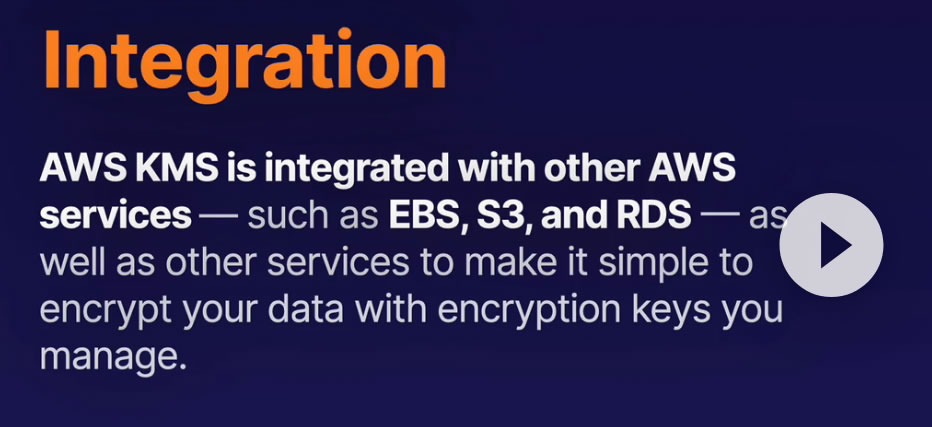 Integration
AWS KMS is integrated with other AWS
services — such as EBS, S3, and RDS — as
well as other services to make it simple to
encrypt your data with encryption keys you
manage.